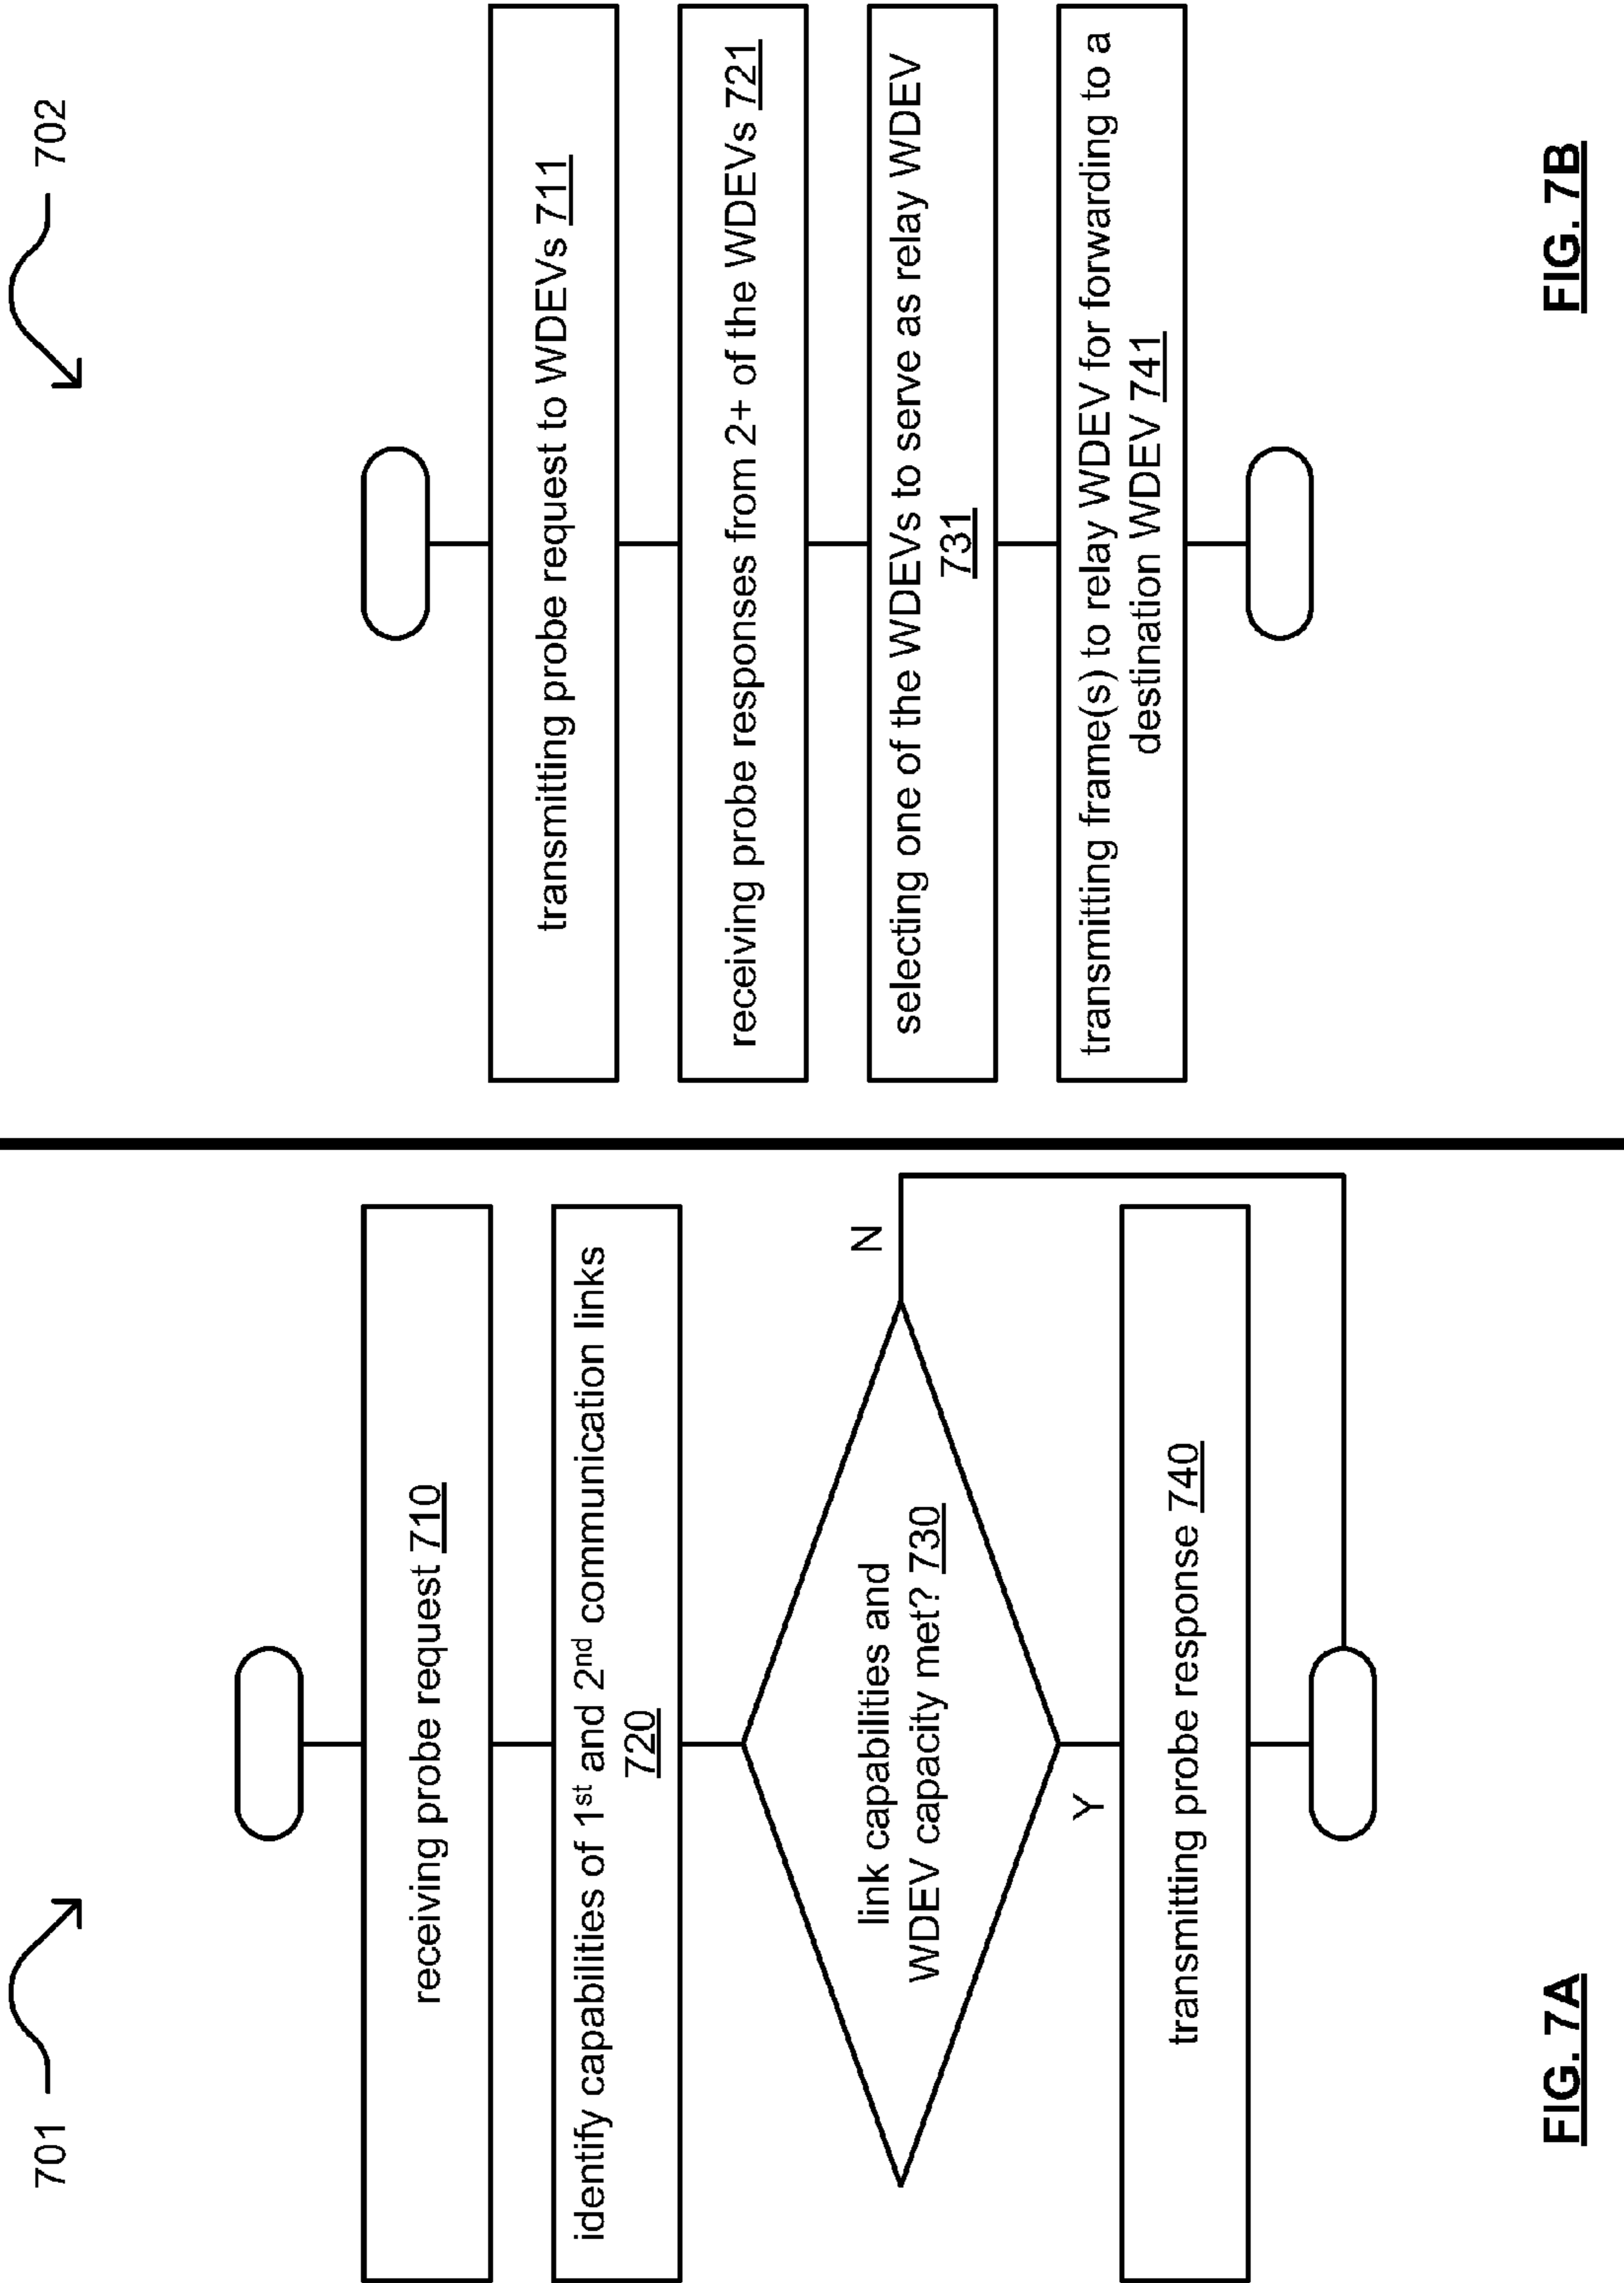 701
receiving probe request 710
identify capabilities of 1st and 2nd communication links
720
link capabilities and
WDEV capacity met? 730
N
Y
transmitting probe response 740
FIG. 7A
702
transmitting probe request to WDEVs 711
receiving probe responses from 2+ of the WDEVs 721
selecting one of the WDEVs to serve as relay WDEV
731
transmitting frame(s) to relay WDEV for forwarding to a
destination WDEV 741
FIG. 7B